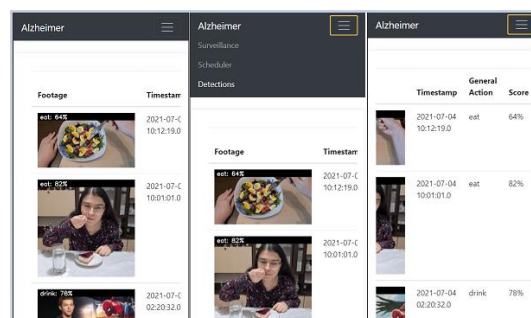 Alzheimer
Footage Timestam
eat: 64%
2021-07-0
10:12:19.0
eat: 82%
2021-07-0
10:01:01.0
drink: 78%
2021-07-0
02:20:32.0
Alzheimer
Surveillance
Scheduler
Detections
Footage Timestam
eat: 64%
2021-07-0
10:12:19.0
eat: 82%
2021-07-0
10:01:01.0
Alzheimer
Timestamp General Action Score
2021-07-04 eat 64%
10:12:19.0
2021-07-04 eat 82%
10:01:01.0
2021-07-04 drink 78%
02:20:32.0